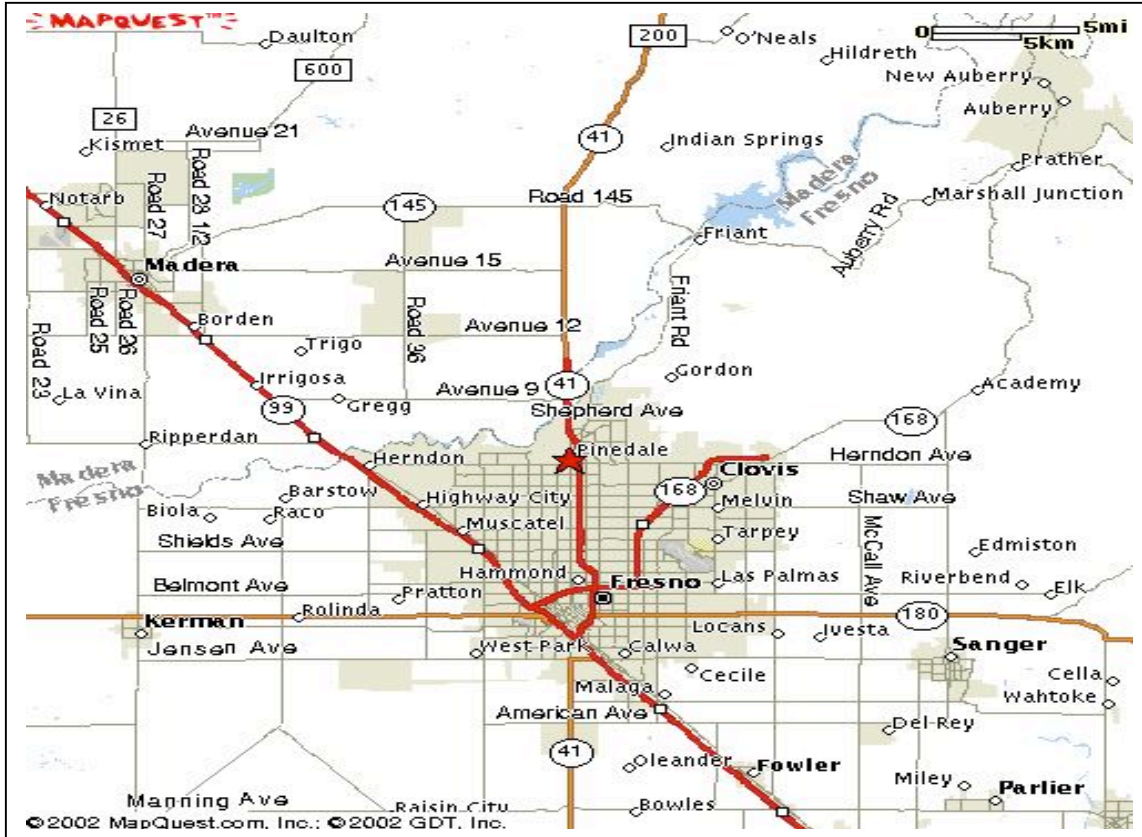 MAPQUEST™
Daulton
200
O'Neals
0 5mi
5km
Hildreth
600
New Auberry
Auberry
26
Avenue 21
Kismet
41
Indian Springs
Prather
Road 27
Road 28 1/2
Madera
Fresno
Notarb
145
Road 145
Marshall Junction
Friant
Auberry Rd
Madera
Avenue 15
Friant Rd
Road 23
Road 25
Road 26
Borden
Road 36
Avenue 12
Trigo
Irrigosa
Avenue 9
41
Gordon
La Vina
Gregg
Academy
99
Shepherd Ave
168
Ripperdan
Pinedale
Herndon
Herndon Ave
Madera
Fresno
Clovis
Barstow
Highway City
168
Melvin
Shaw Ave
Biola
Raco
Muscatel
Tarpey
McCall Ave
Shields Ave
Edmiston
Belmont Ave
Hammond
Fresno
Las Palmas
Riverbend
Elk
Pratton
Rolinda
180
Kerman
Locans
Ivesta
Jensen Ave
West Park
Calwa
Sanger
Cecile
Cella
Malaga
Wahtoke
American Ave
Del Rey
41
Oleander
Fowler
Miley
Parlier
Manning Ave
Raisin City
Bowles
©2002 MapQuest.com, Inc.; ©2002 GDT, Inc.